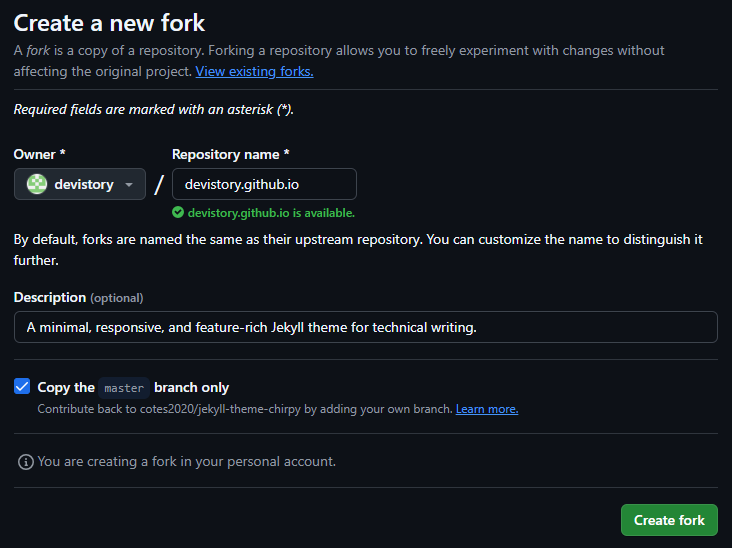 Create a new fork
A fork is a copy of a repository. Forking a repository allows you to freely experiment with changes without
affecting the original project. View existing forks.
Required fields are marked with an asterisk (*).
Owner * Repository name *
devistory / devistory.github.io
devistory.github.io is available.
By default, forks are named the same as their upstream repository. You can customize the name to distinguish it
further.
Description (optional)
A minimal, responsive, and feature-rich Jekyll theme for technical writing.
Copy the master branch only
Contribute back to cotes2020/jekyll-theme-chirpy by adding your own branch. Learn more.
You are creating a fork in your personal account.
Create fork